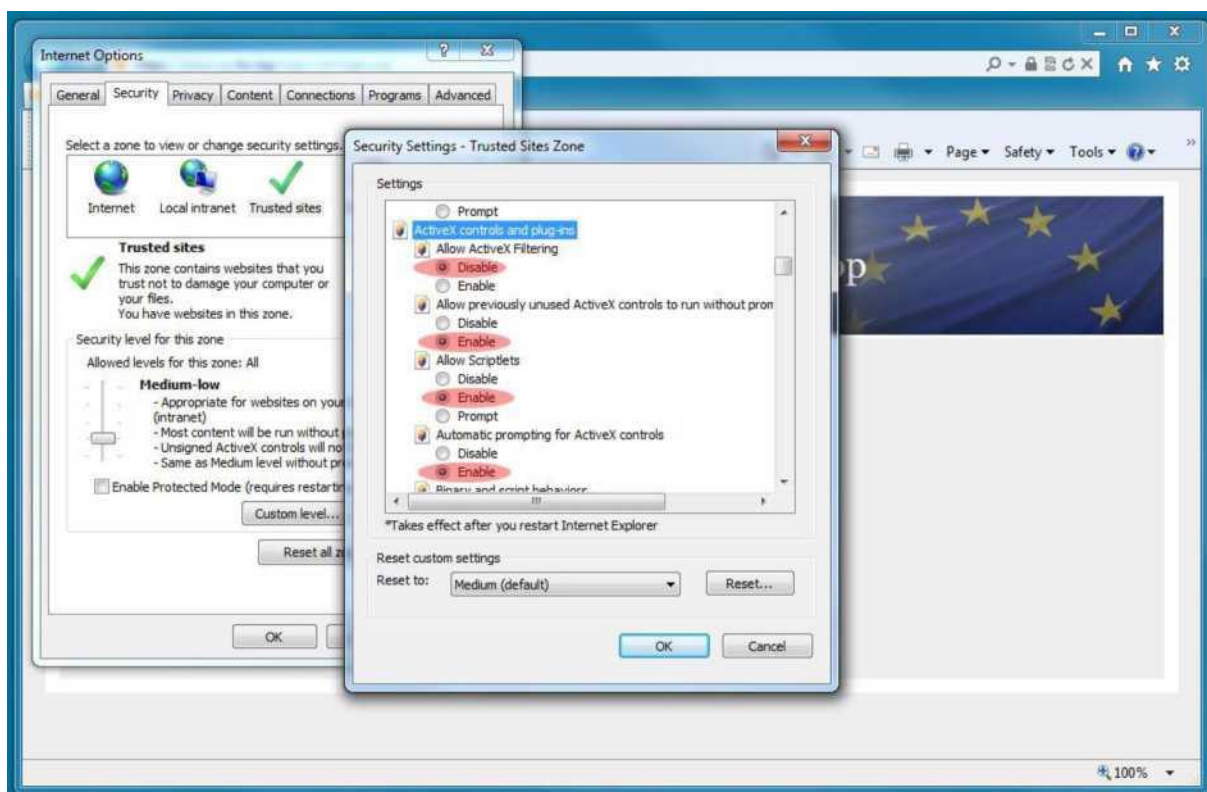 Internet Options
General Security Privacy Content Connections Programs Advanced
Select a zone to view or change security settings.
Internet Local intranet Trusted sites
Trusted sites
This zone contains websites that you
trust not to damage your computer or
your files.
You have websites in this zone.
Security level for this zone
Allowed levels for this zone: All
Medium-low
- Appropriate for websites on your
(intranet)
- Most content will be run without
- Unsigned ActiveX controls will no
- Same as Medium level without
Enable Protected Mode (requires
Custom level...
Reset all
OK
Security Settings - Trusted Sites Zone
Settings
Prompt
ActiveX controls and plug-ins
Allow ActiveX Filtering
Disable
Enable
Allow previously unused ActiveX controls to run without prom
Disable
Enable
Allow Scriptlets
Disable
Enable
Prompt
Automatic prompting for ActiveX controls
Disable
Enable
Binary and script behaviors
*Takes effect after you restart Internet Explorer
Reset custom settings
Reset to: Medium (default) Reset...
OK Cancel
Page Safety Tools
op
100%